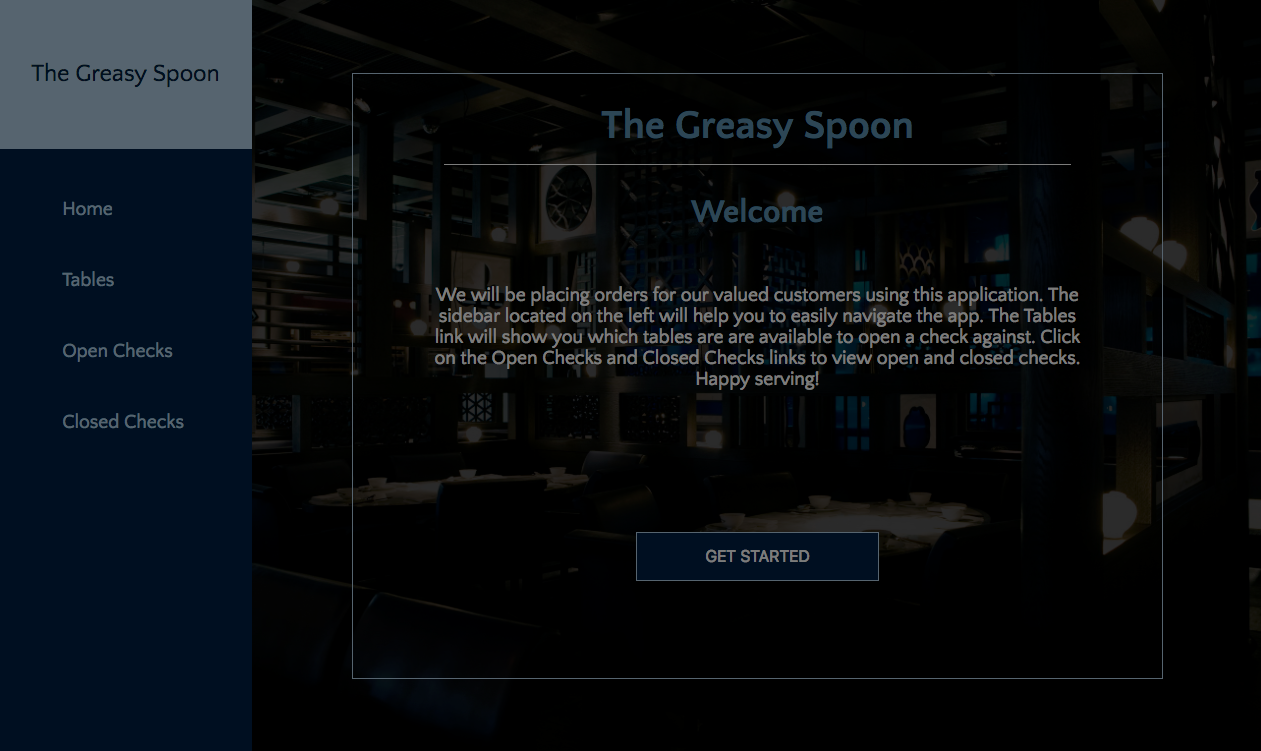 The Greasy Spoon
Home
Tables
Open Checks
Closed Checks
The Greasy Spoon
Welcome
We will be placing orders for our valued customers using this application. The
sidebar located on the left will help you to easily navigate the app. The Tables
link will show you which tables are are available to open a check against. Click
on the Open Checks and Closed Checks links to view open and closed checks.
Happy serving!
GET STARTED